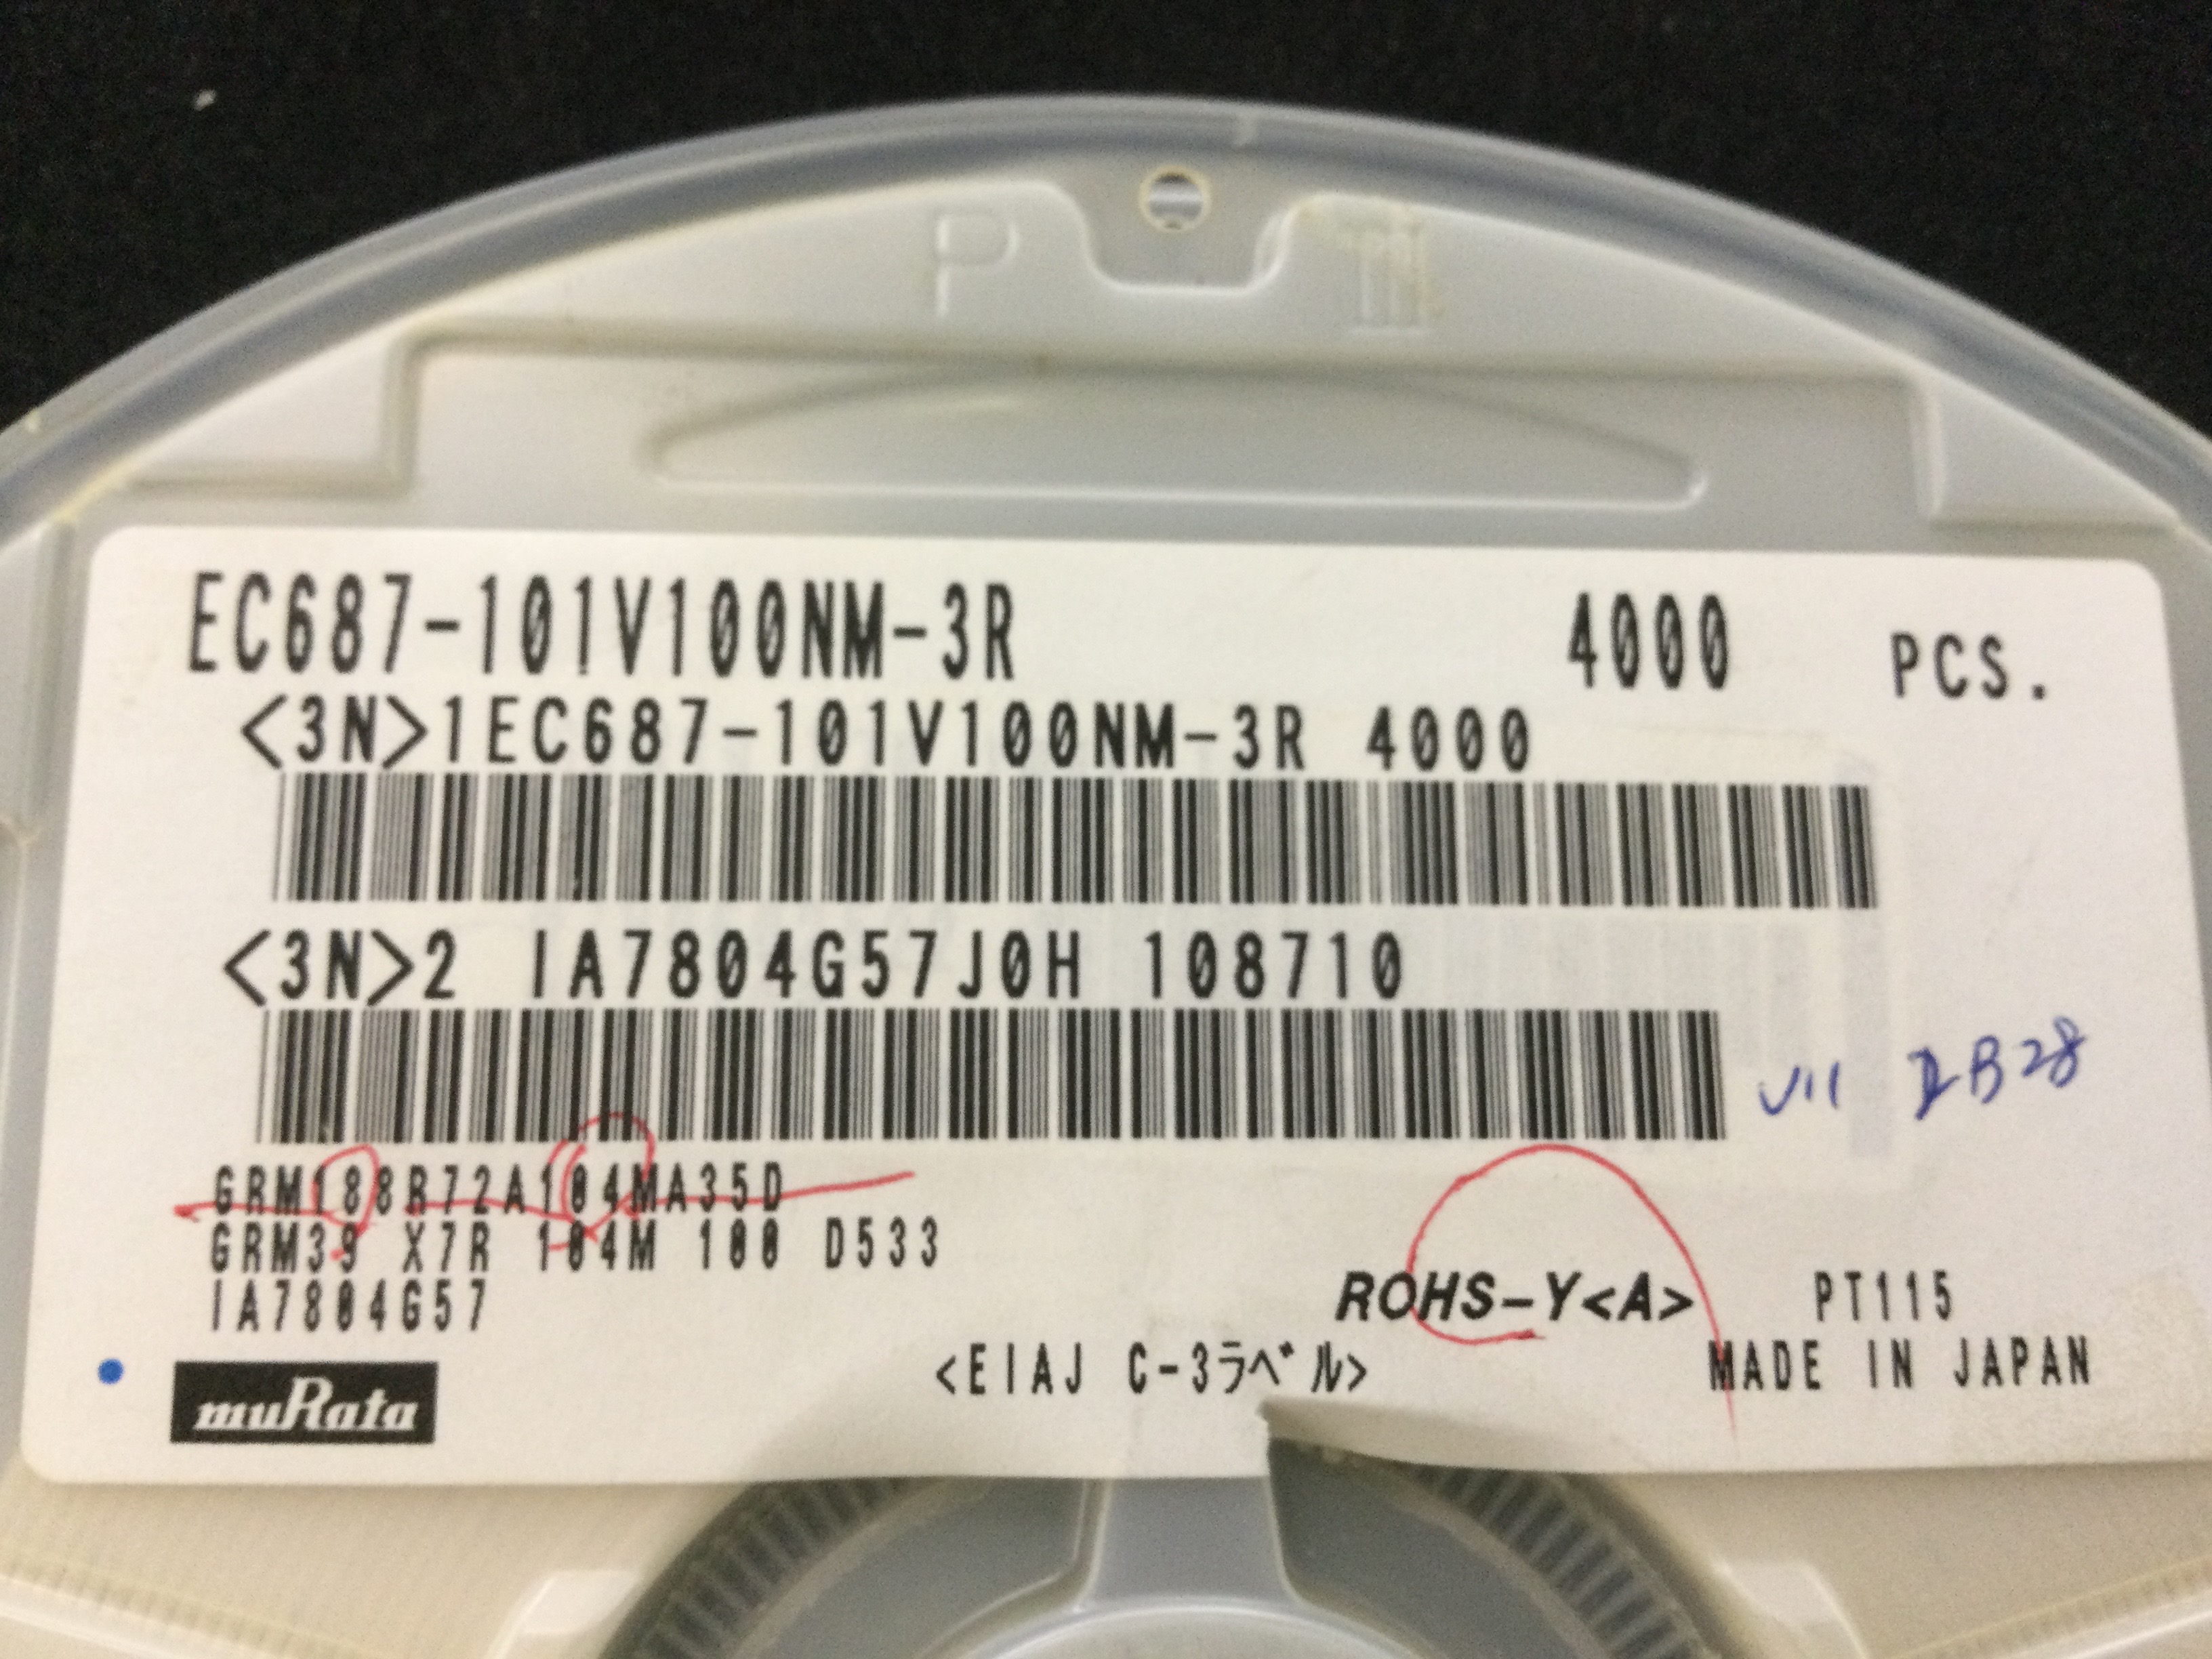 P
EC687-101V100NM-3R 4000 PCS.
<3N>1EC687-101V100NM-3R 4000
<3N>2 IA7804G57J0H 108710
GRM188R72A104MA35D
GRM39 X7R 104M 100 D533
IA7804G57
ROHS-Y<A> PT115
<EIAJ C-3ラベル> MADE IN JAPAN
muRata